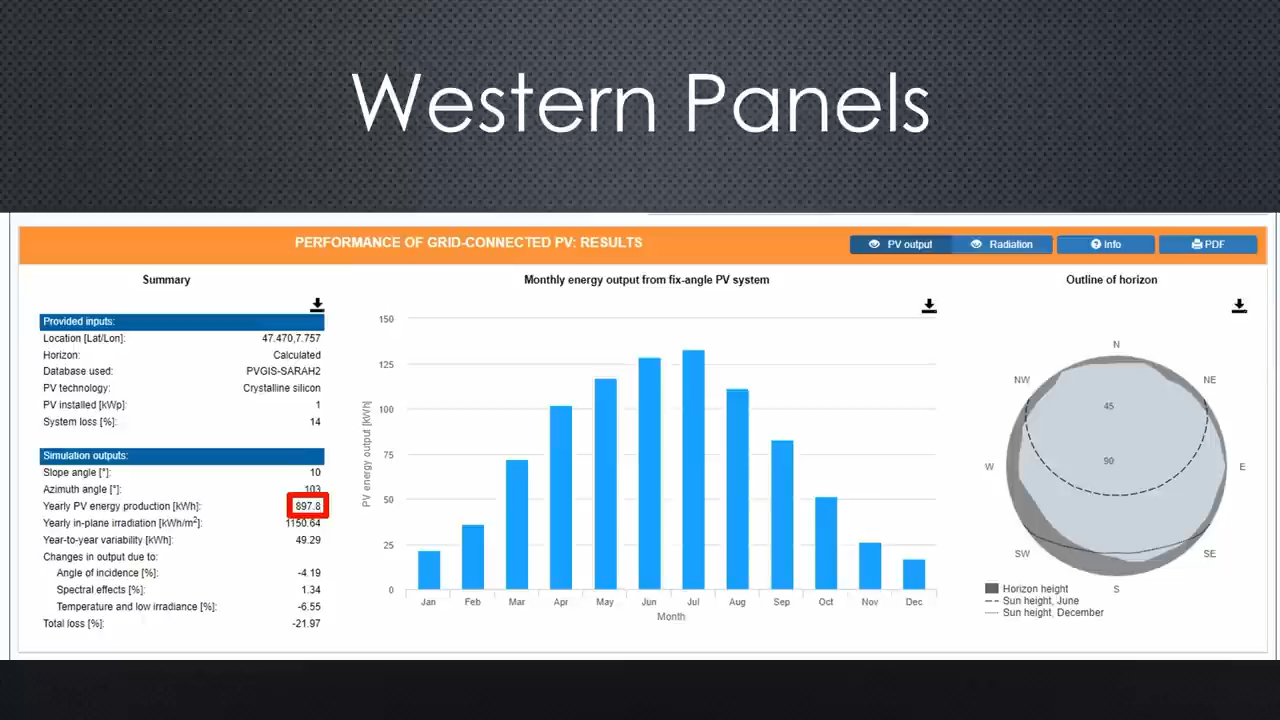 Western Panels
PERFORMANCE OF GRID-CONNECTED PV: RESULTS
PV output
Radiation
Info
PDF
Summary
Provided inputs:
Location [Lat/Lon]: 47.470,7.757
Horizon: Calculated
Database used: PVGIS-SARAH2
PV technology: Crystalline silicon
PV installed [kWp]: 1
System loss [%]: 14
Simulation outputs:
Slope angle [°]: 10
Azimuth angle [°]: 103
Yearly PV energy production [kWh]: 897.8
Yearly in-plane irradiation [kWh/m²]: 1150.64
Year-to-year variability [kWh]: 49.29
Changes in output due to:
Angle of incidence [%]: -4.19
Spectral effects [%]: 1.34
Temperature and low irradiance [%]: -6.55
Total loss [%]: -21.97
Monthly energy output from fix-angle PV system
PV energy output [kWh]
150
125
100
75
50
25
0
Jan Feb Mar Apr May Jun Jul Aug Sep Oct Nov Dec
Month
Outline of horizon
N
NW NE
45
W 90 E
SW SE
S
Horizon height
Sun height, June
Sun height, December